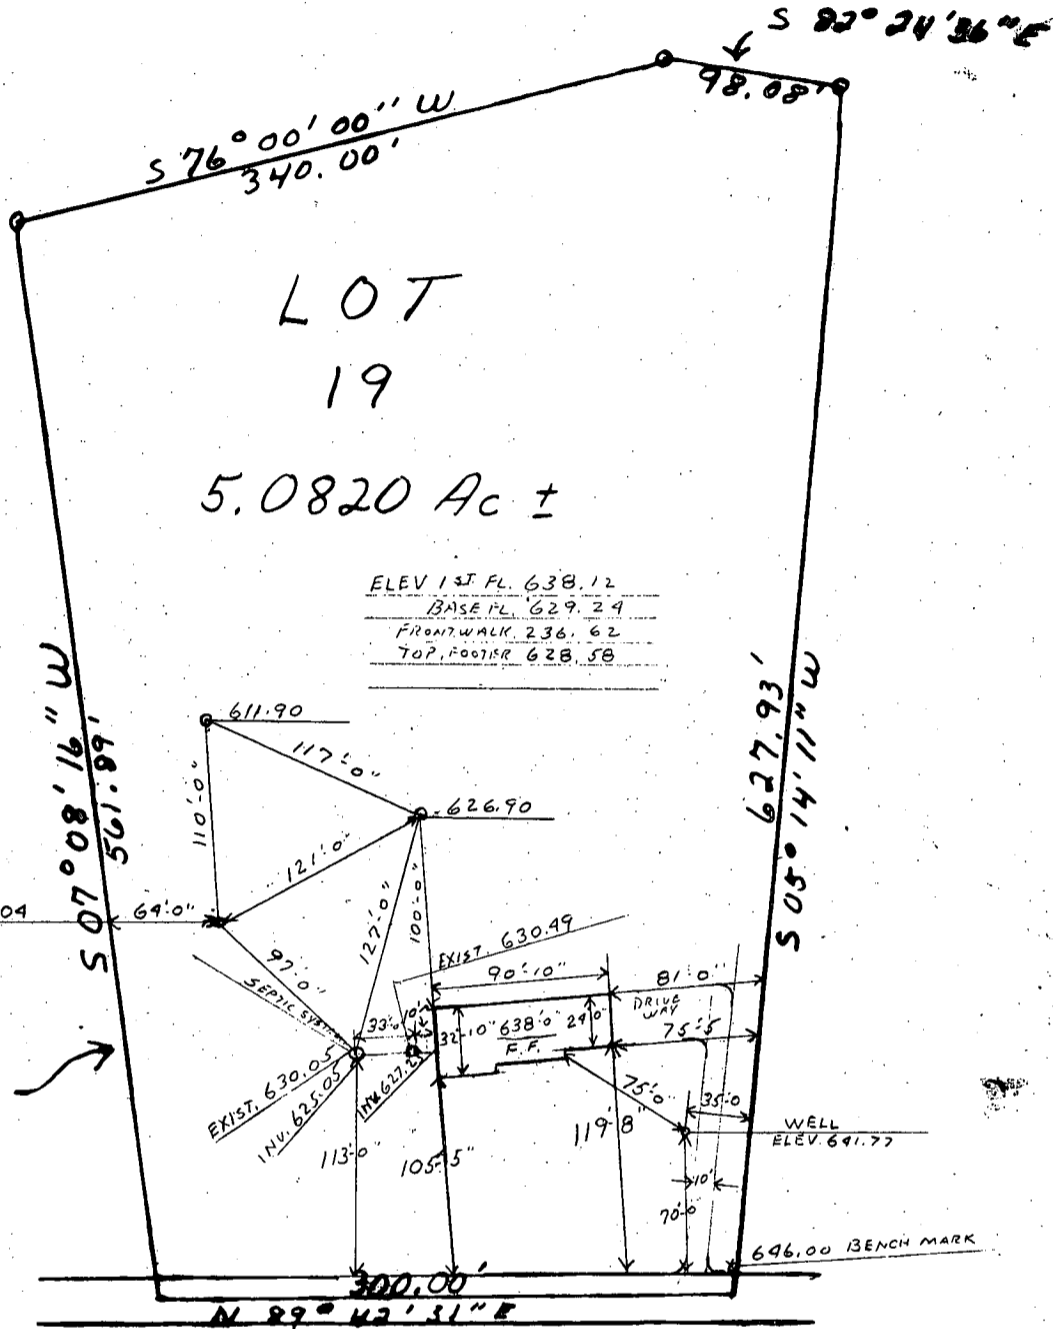 S 82° 24' 36" E
98.08'
S 76° 00' 00" W
340.00'
LOT
19
5.0820 Ac ±
ELEV 1ST FL. 638.12
BASE FL. 629.24
FRONT WALK. 236.62
TOP. FOOTER 628.58
S 07° 08' 16" W
561.89'
627.93'
S 05° 14' 11" W
611.90
117'-0"
110'-0"
626.90
121'-0"
127'-0"
100'-0"
04
64'-0"
97'-0"
SEPTIC SYSTEM
EXIST. 630.49
90'-10"
81'-0"
DRIVE
WAY
33'-0
32'-10"
638'-0"
F.F.
24'-0"
75'-5
EXIST. 630.05
INV. 625.05
75'-0"
35'-0
WELL
ELEV. 641.77
113'-0"
105'-5"
119'-8"
10'
70'-0"
646.00 BENCH MARK
300.00'
N 89° 42' 31" E